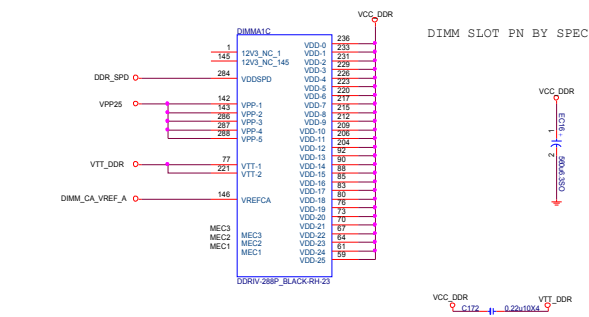 VCC_DDR
DIMM SLOT PN BY SPEC
DIMMA1C
1 12V3_NC_1
145 12V3_NC_145
DDR_SPD 284 VDDSPD
VPP25 142 VPP-1
143 VPP-2
286 VPP-3
287 VPP-4
288 VPP-5
VTT_DDR 77 VTT-1
221 VTT-2
DIMM_CA_VREF_A 146 VREFCA
MEC3 MEC3
MEC2 MEC2
MEC1 MEC1
VDD-0 236
VDD-1 233
VDD-2 231
VDD-3 229
VDD-4 226
VDD-5 223
VDD-6 220
VDD-7 217
VDD-8 215
VDD-9 212
VDD-10 209
VDD-11 206
VDD-12 204
VDD-13 92
VDD-14 90
VDD-15 88
VDD-16 85
VDD-17 83
VDD-18 80
VDD-19 76
VDD-20 73
VDD-21 70
VDD-22 67
VDD-23 64
VDD-24 61
VDD-25 59
DDRIV-288P_BLACK-RH-23
VCC_DDR
1
EC16
+
2
VCC_DDR
VTT_DDR
C172 0.22u10X4